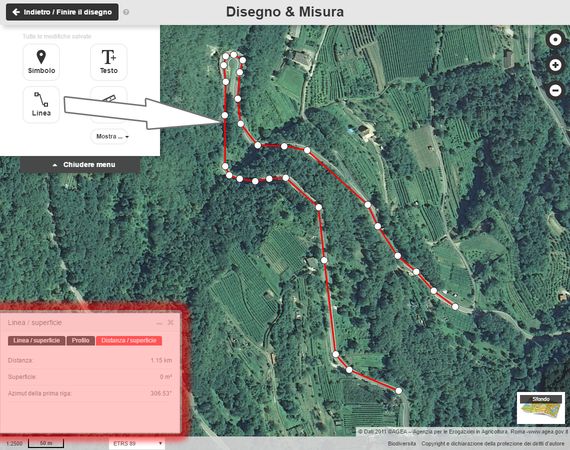 Indietro / Finire il disegno
Disegno & Misura
Tutte le modifiche salvate
Simbolo
Testo
Linea
Mostra ...
Chiudere menu
Linea / superficie
Linea / superficie
Profilo
Distanza / superficie
Distanza:
1.15 km
Superficie:
0 m²
Azimut della prima riga:
306.53°
Sfondo
© Dati 2011 ©AGEA – Agenzia per le Erogazioni in Agricoltura, Roma -www.agea.gov.it
1:2500
50 m
ETRS 89
Biodiversità
Copyright e dichiarazione della protezione dei diritti d'autore